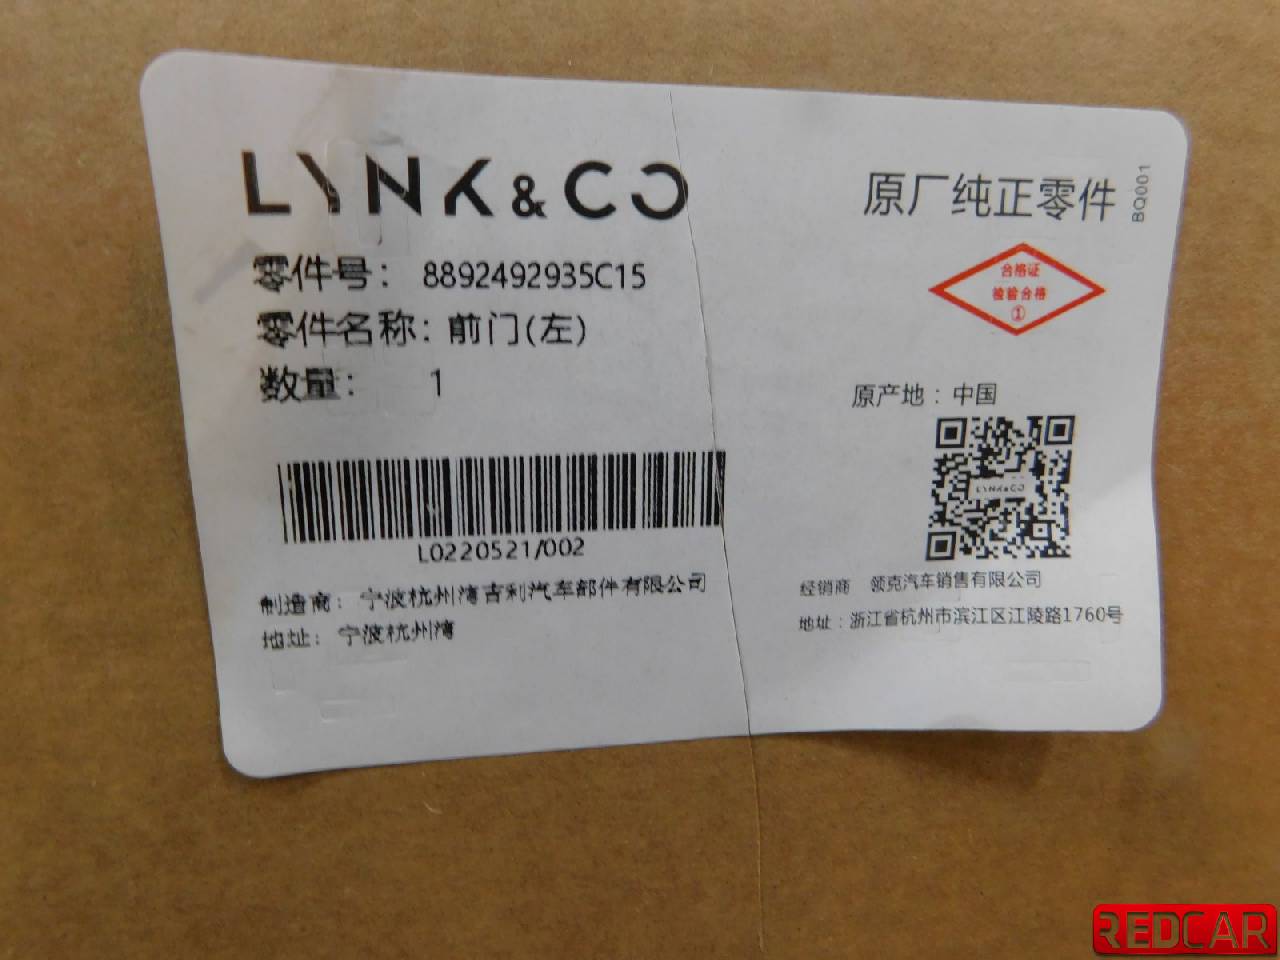 LYNK & CO
原厂纯正零件
BQ001
零件号： 8892492935C15
零件名称：前门(左)
数量： 1
合格证
检验合格
①
原产地：中国
LYNK&CO
L0220521/002
制造商： 宁波杭州湾吉利汽车部件有限公司
地址： 宁波杭州湾
经销商 领克汽车销售有限公司
地址：浙江省杭州市滨江区江陵路1760号
REDCAR